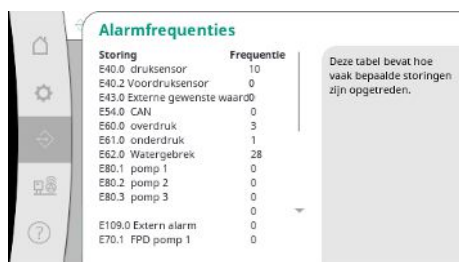 Alarmfrequenties
Storing Frequentie
E40.0 druksensor 10
E40.2 Voordruksensor 0
E43.0 Externe gewenste waard0
E54.0 CAN 0
E60.0 overdruk 3
E61.0 onderdruk 1
E62.0 Watergebrek 28
E80.1 pomp 1 0
E80.2 pomp 2 0
E80.3 pomp 3 0
0
E109.0 Extern alarm 0
E70.1 FPD pomp 1 0
Deze tabel bevat hoe
vaak bepaalde storingen
zijn opgetreden.